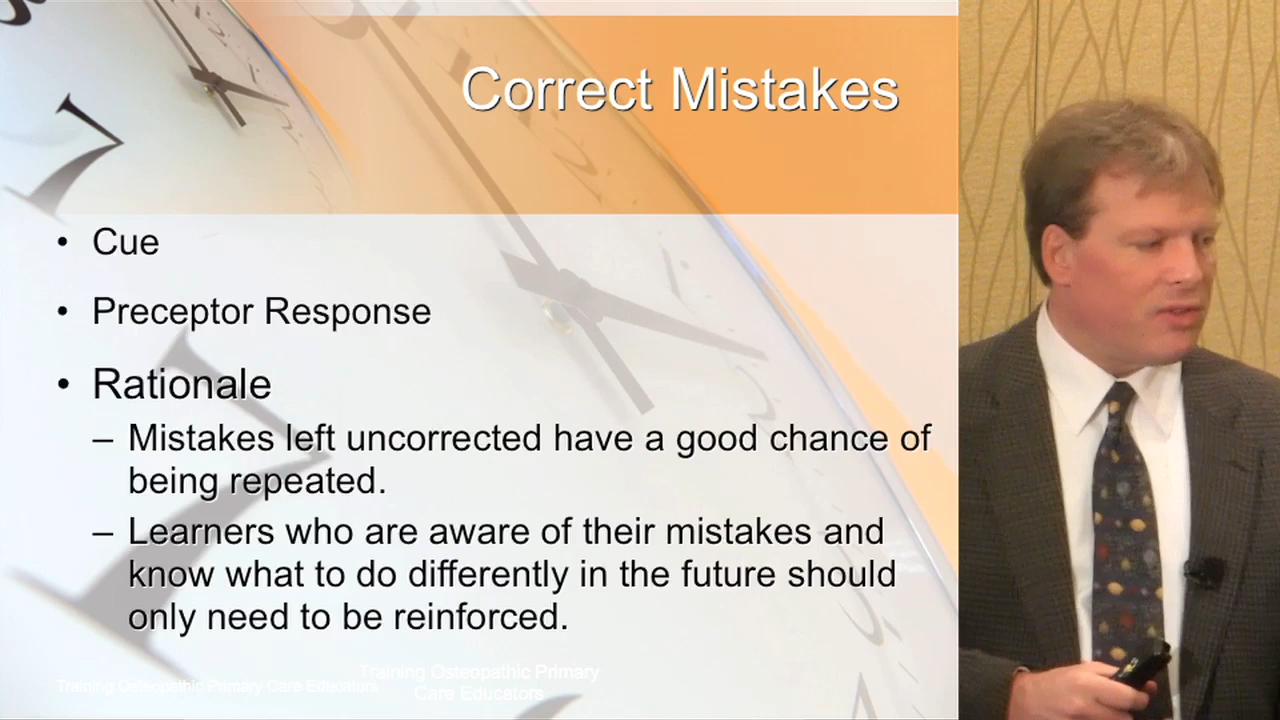 Correct Mistakes
• Cue
• Preceptor Response
• Rationale
– Mistakes left uncorrected have a good chance of
being repeated.
– Learners who are aware of their mistakes and
know what to do differently in the future should
only need to be reinforced.
Training Osteopathic Primary Care Educators
Training Osteopathic Primary
Care Educators